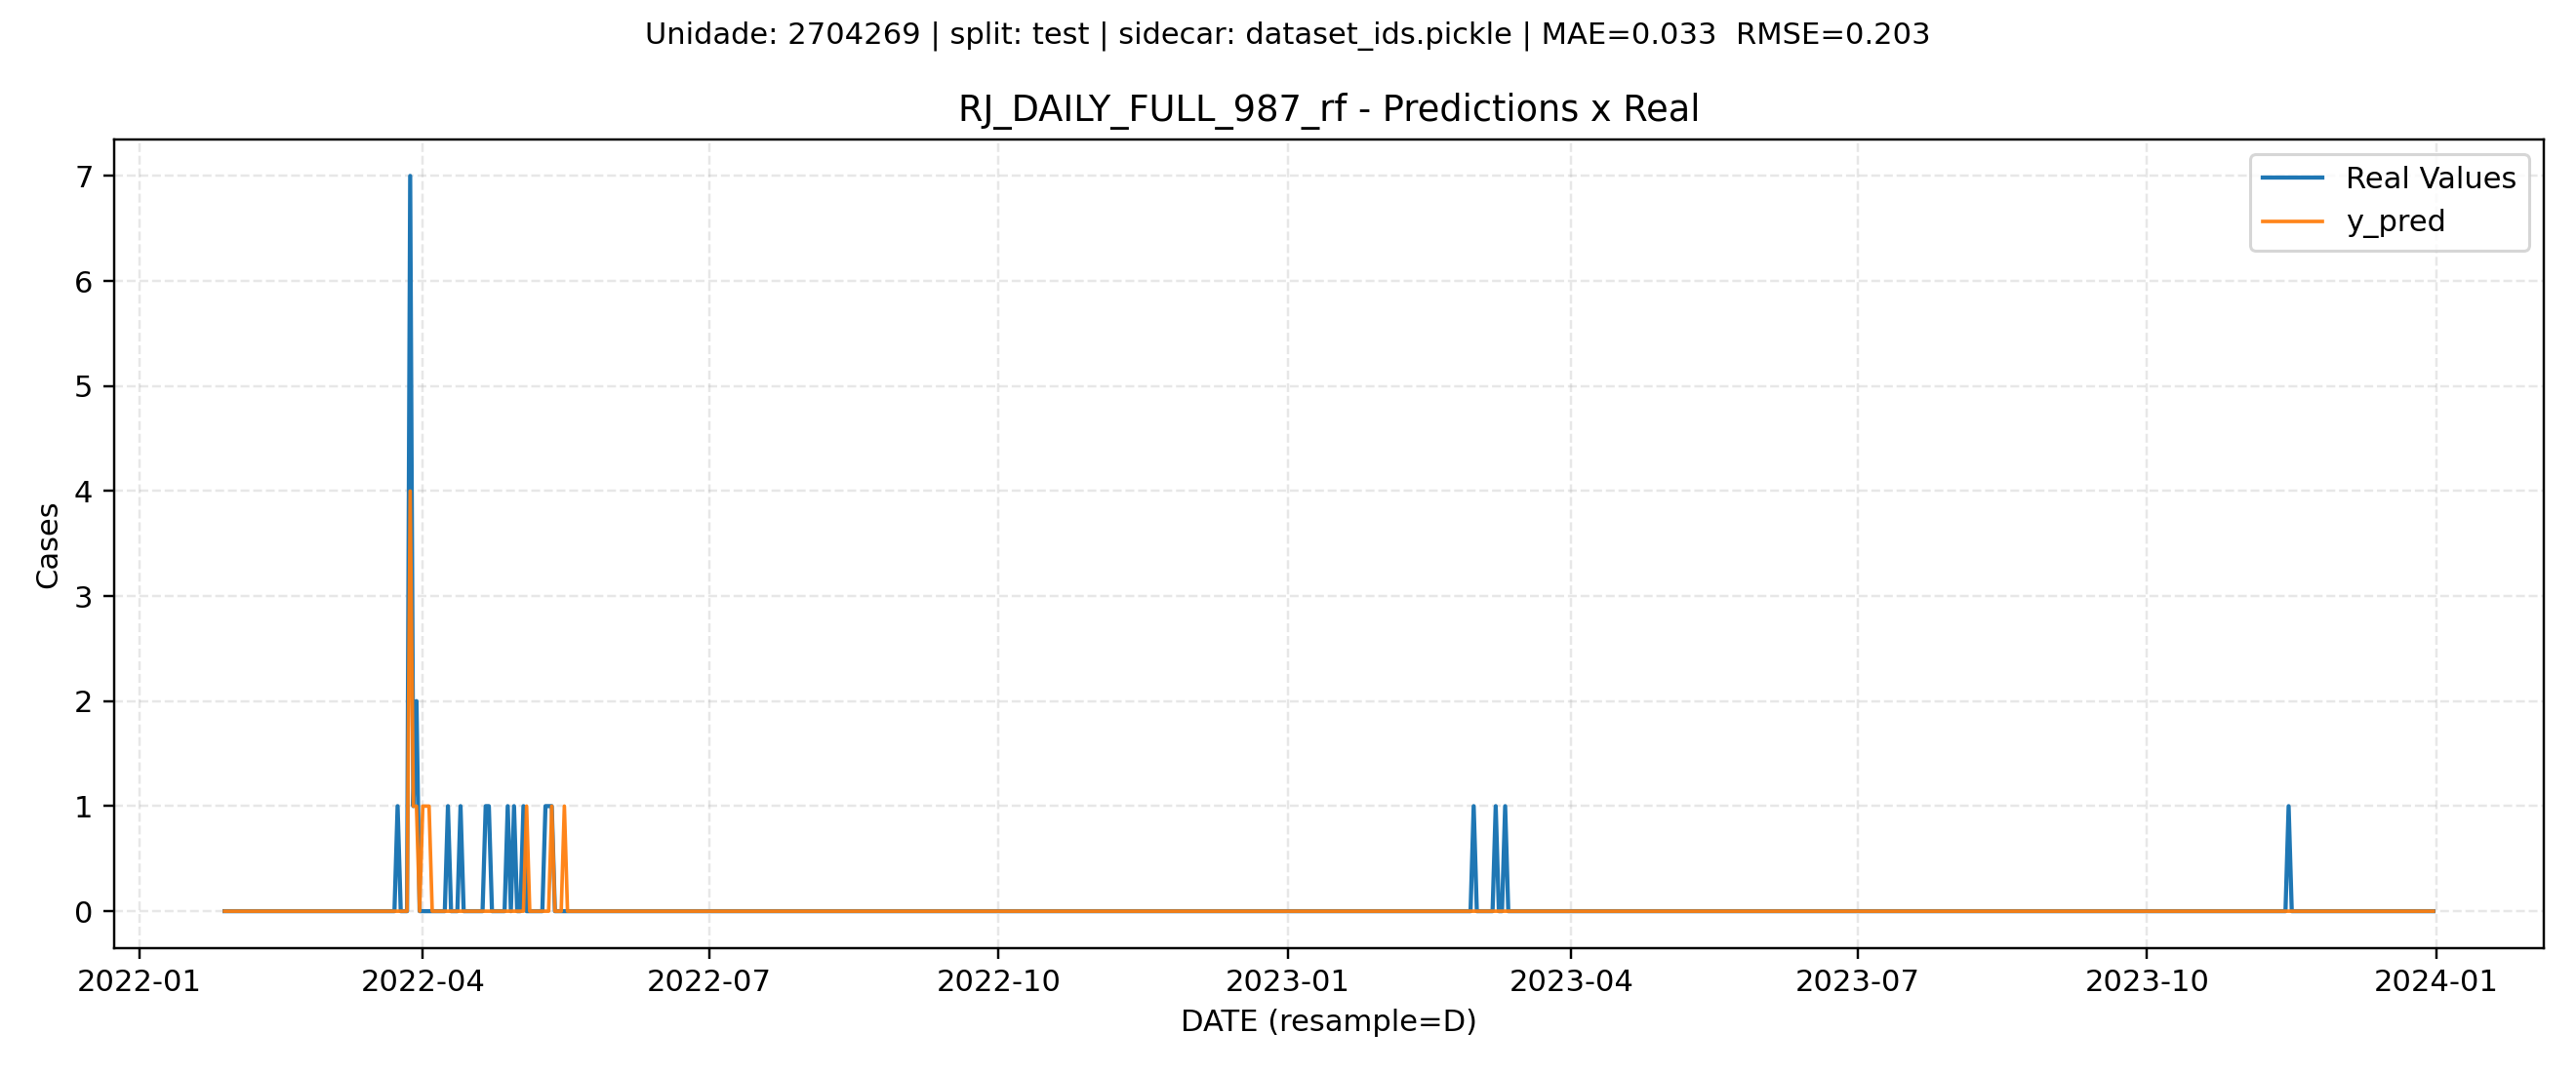 Unidade: 2704269 | split: test | sidecar: dataset_ids.pickle | MAE=0.033  RMSE=0.203
RJ_DAILY_FULL_987_rf - Predictions x Real
Real Values
y_pred
7
6
5
4
3
2
1
0
Cases
2022-01 2022-04 2022-07 2022-10 2023-01 2023-04 2023-07 2023-10 2024-01
DATE (resample=D)